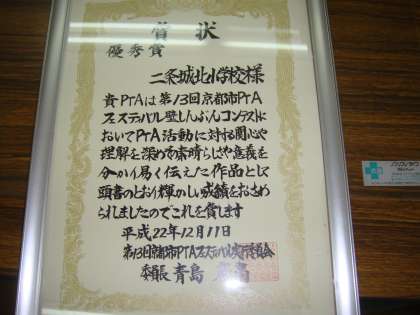 賞状
優秀賞
二条城北小学校様
貴PTAは第13回京都市PTA
フェスティバル壁しんぶんコンテストに
おいてPTA活動に対する関心や
理解を深める素晴らしさや意義を
分かり易く伝えた作品として
頭書のとおり輝かしい成績をおさめ
られましたのでこれを賞します
平成22年12月11日
第13回京都市PTAフェスティバル実行委員会
委員長 青島